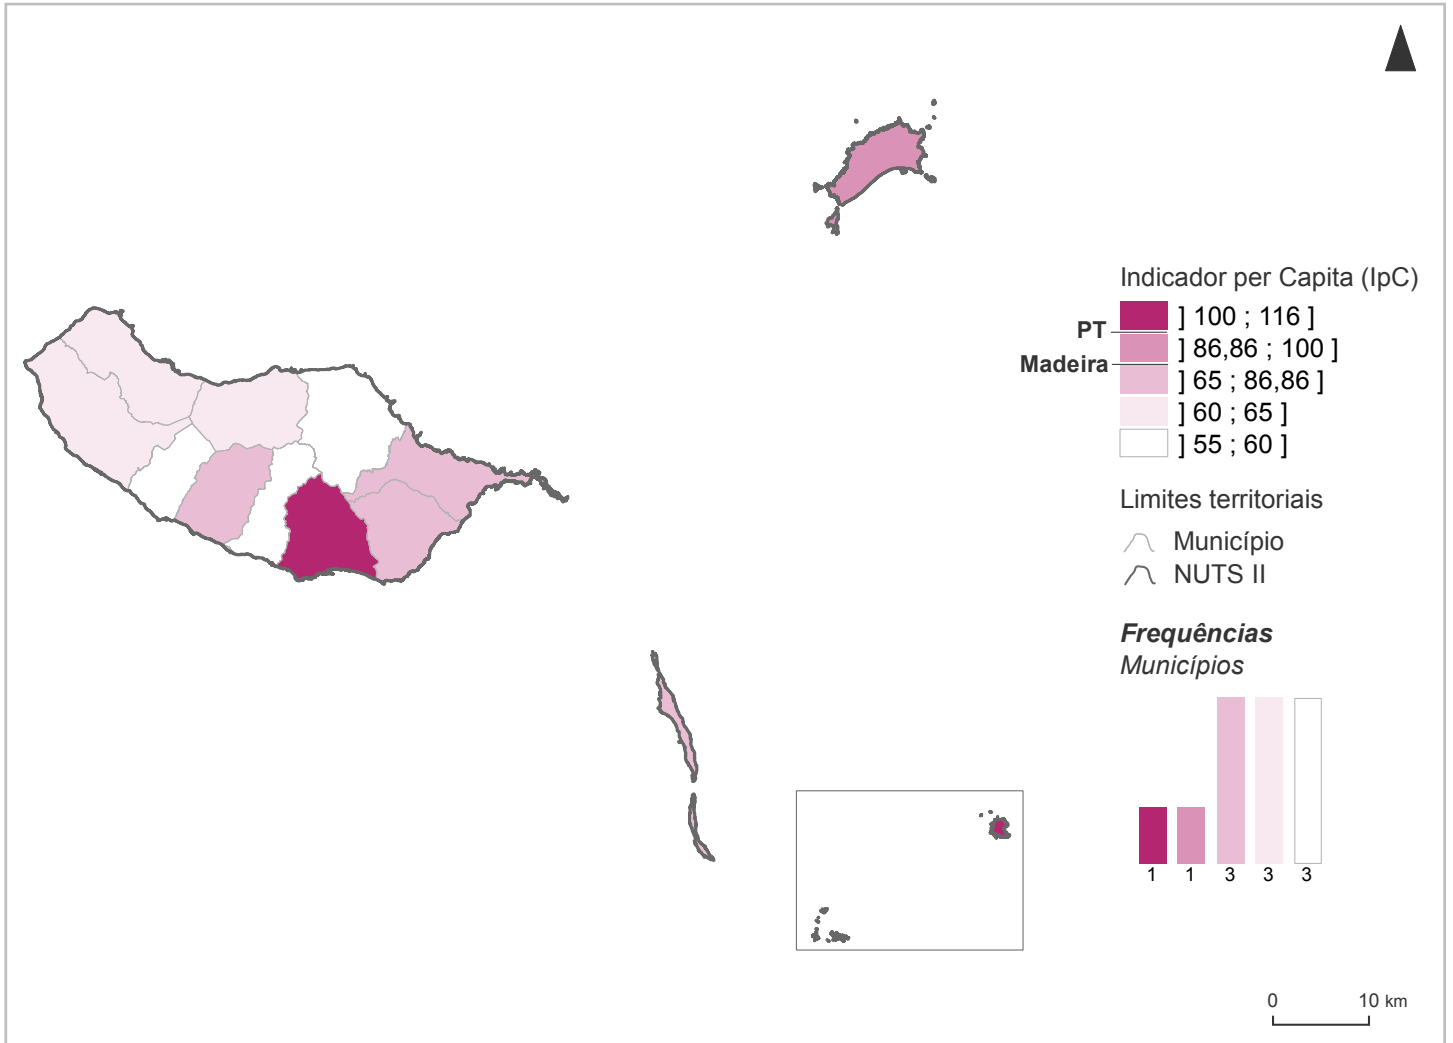 Indicador per Capita (IpC)
] 100 ; 116 ]
PT
] 86,86 ; 100 ]
Madeira
] 65 ; 86,86 ]
] 60 ; 65 ]
] 55 ; 60 ]
Limites territoriais
Município
NUTS II
Frequências
Municípios
1 1 3 3 3
0 10 km